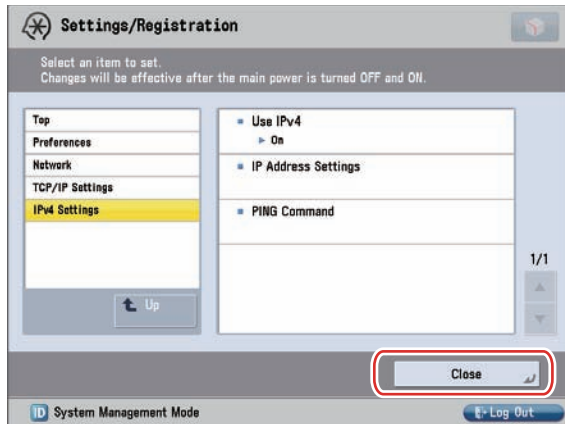 Settings/Registration
Select an item to set.
Changes will be effective after the main power is turned OFF and ON.
Top
Preferences
Network
TCP/IP Settings
IPv4 Settings
Up
Use IPv4
On
IP Address Settings
PING Command
1/1
Close
ID System Management Mode
Log Out